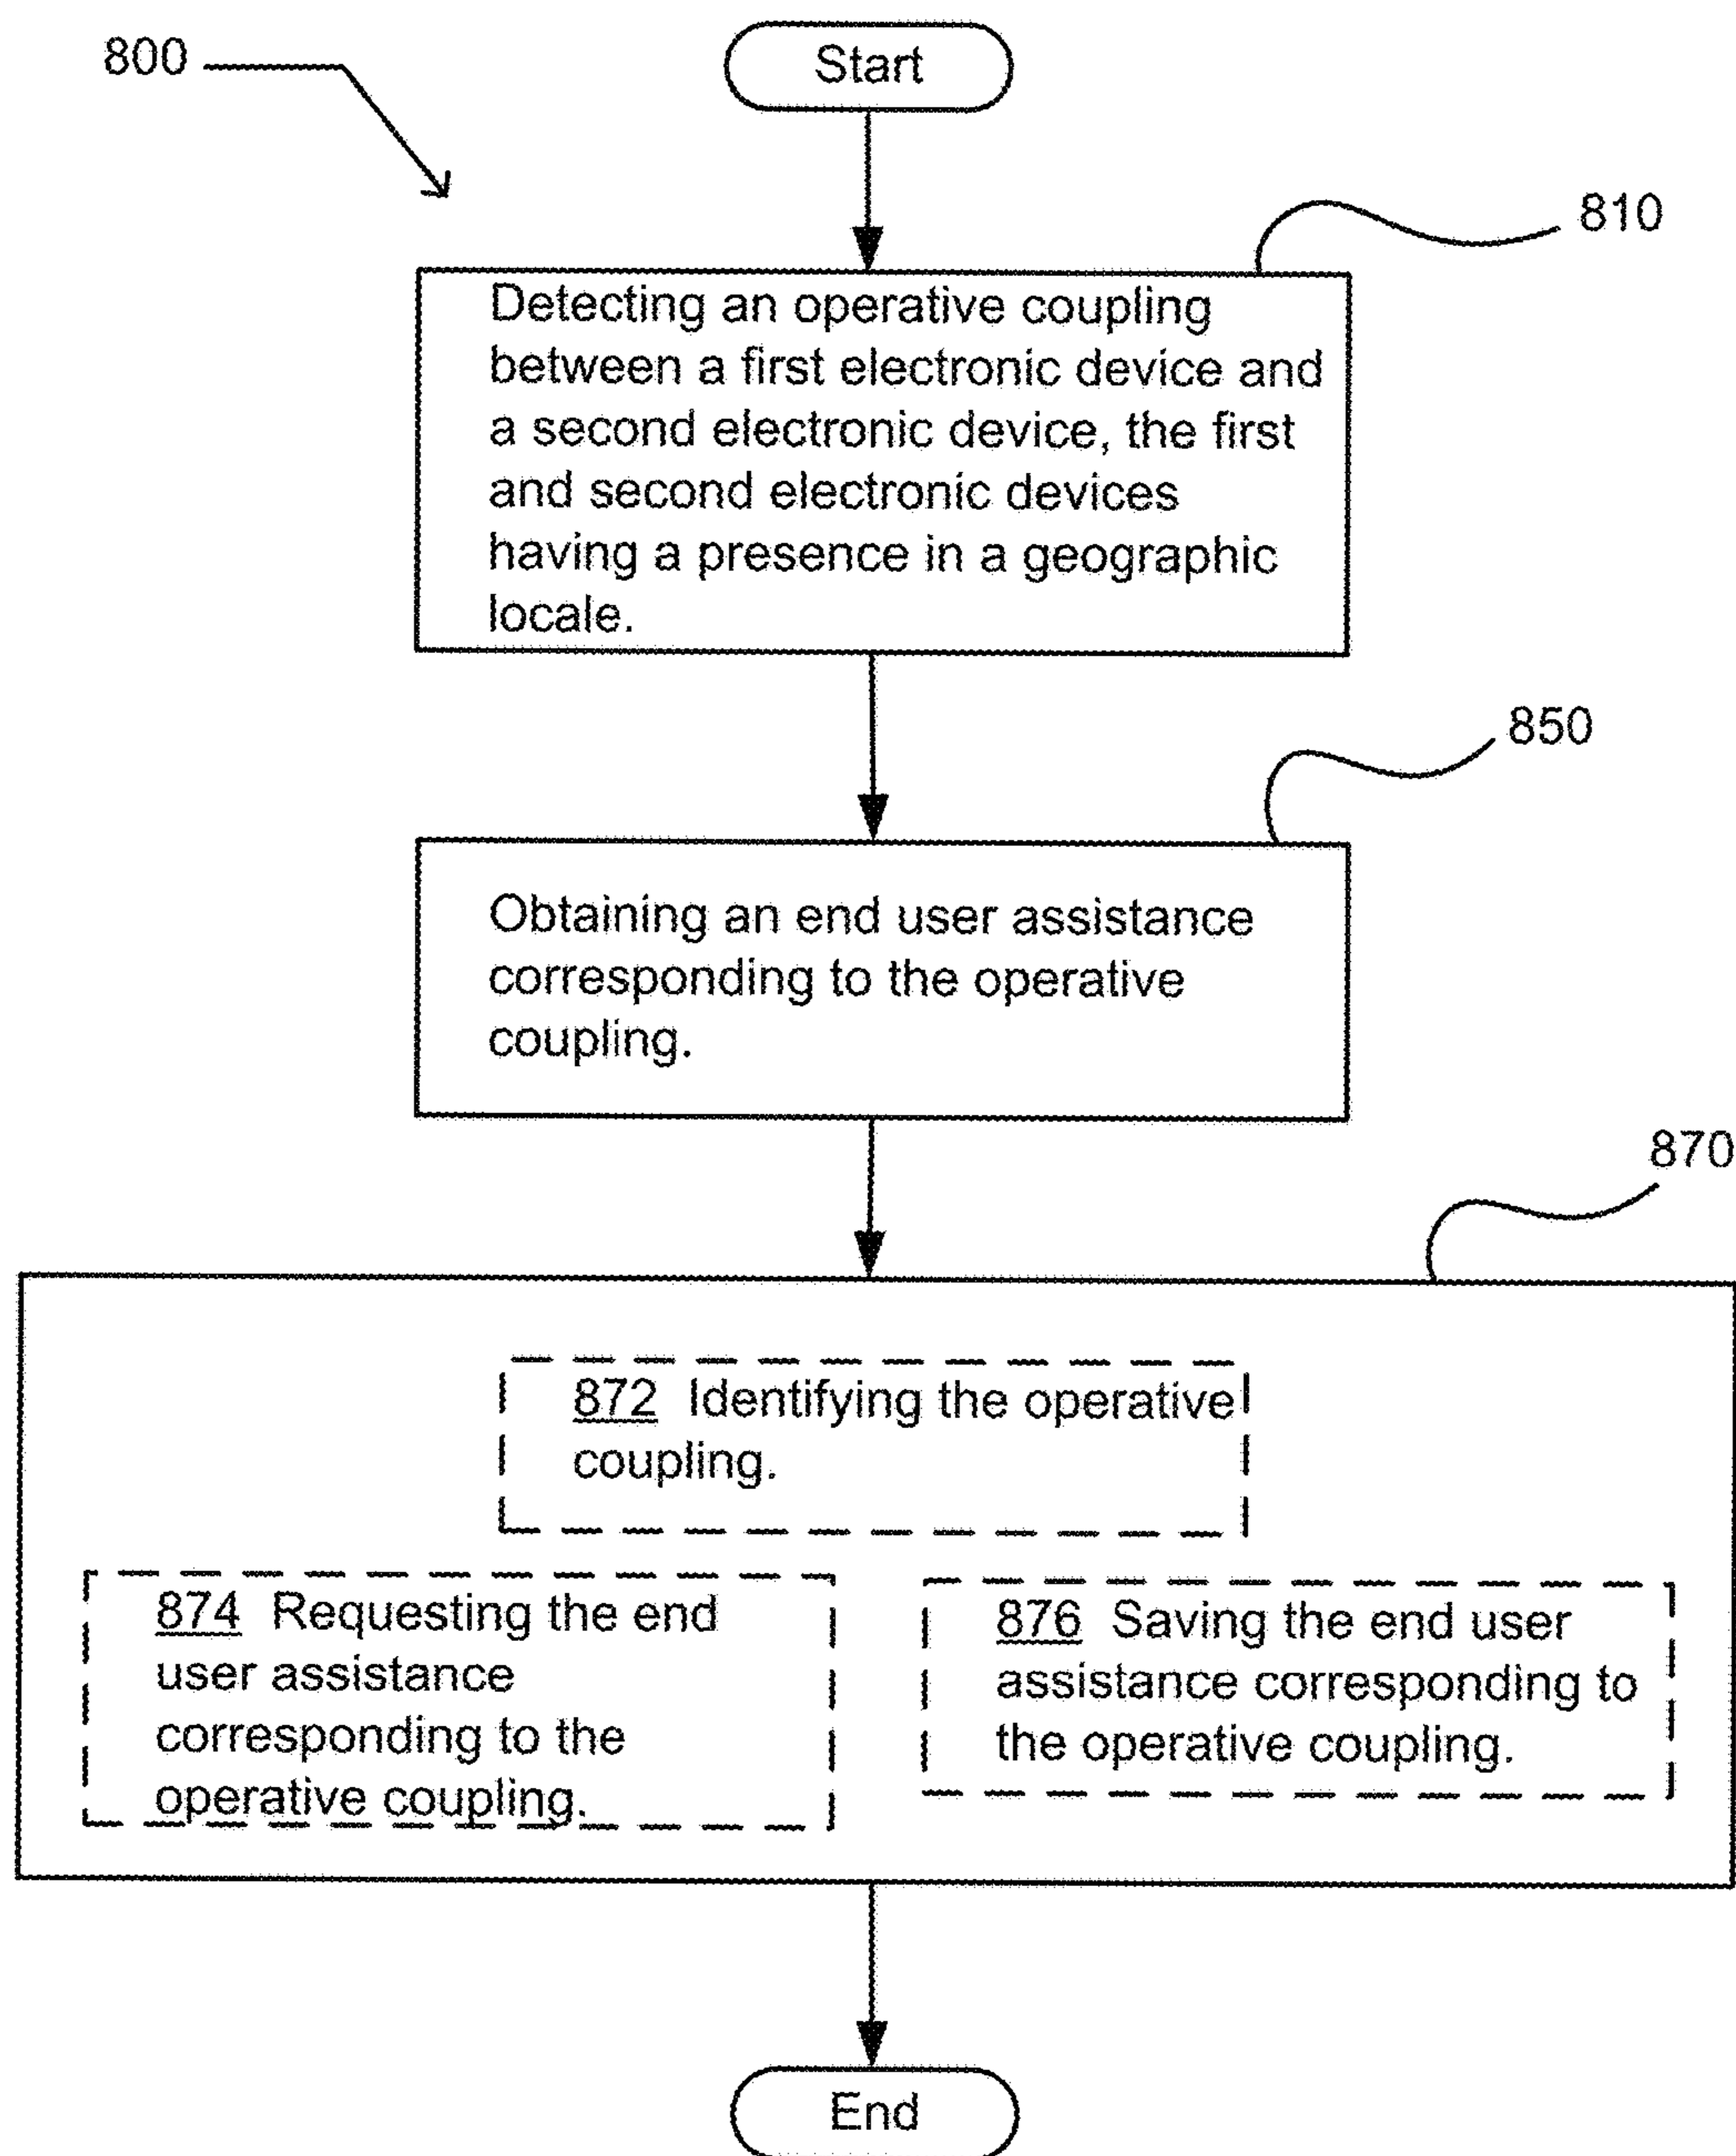 800
Start
810
Detecting an operative coupling
between a first electronic device and
a second electronic device, the first
and second electronic devices
having a presence in a geographic
locale.
850
Obtaining an end user assistance
corresponding to the operative
coupling.
870
872 Identifying the operative
coupling.
874 Requesting the end
user assistance
corresponding to the
operative coupling.
876 Saving the end user
assistance corresponding to
the operative coupling.
End